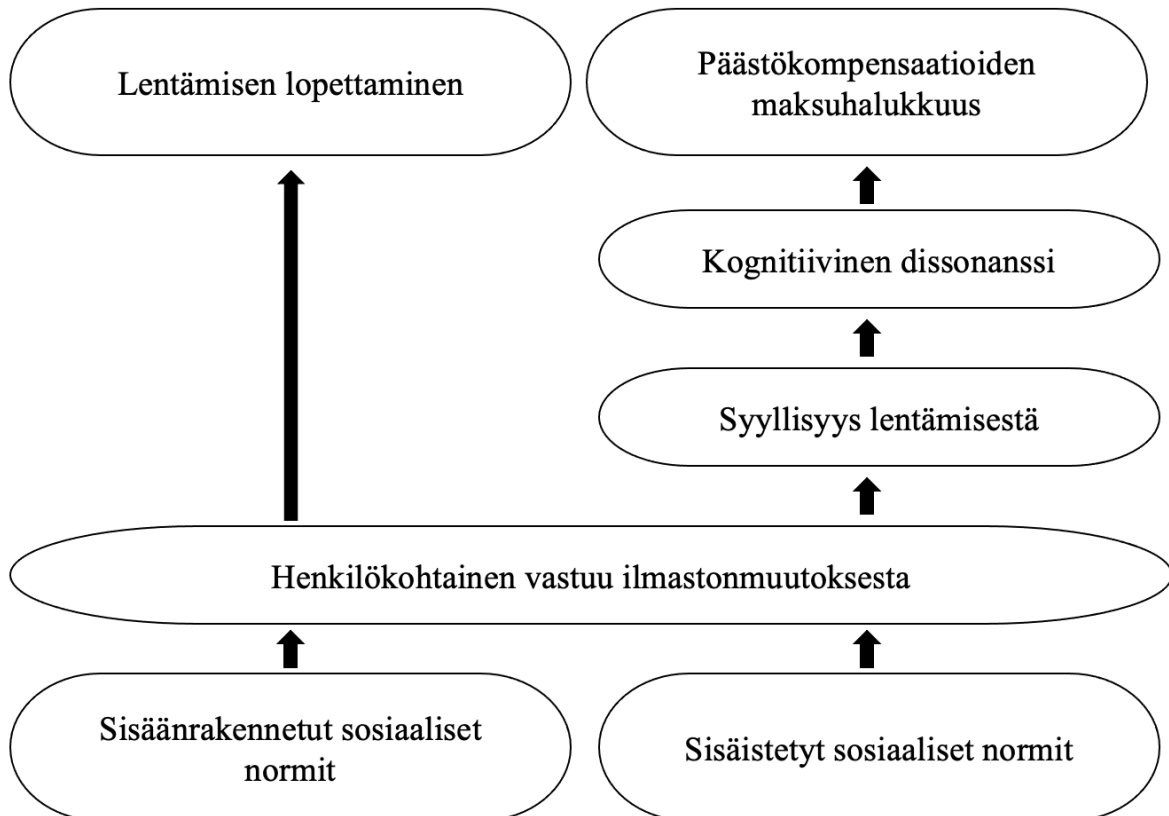 Lentämisen lopettaminen
Päästökompensaatioiden
maksuhalukkuus
Kognitiivinen dissonanssi
Syyllisyys lentämisestä
Henkilökohtainen vastuu ilmastonmuutoksesta
Sisäänrakennetut sosiaaliset
normit
Sisäistetyt sosiaaliset normit